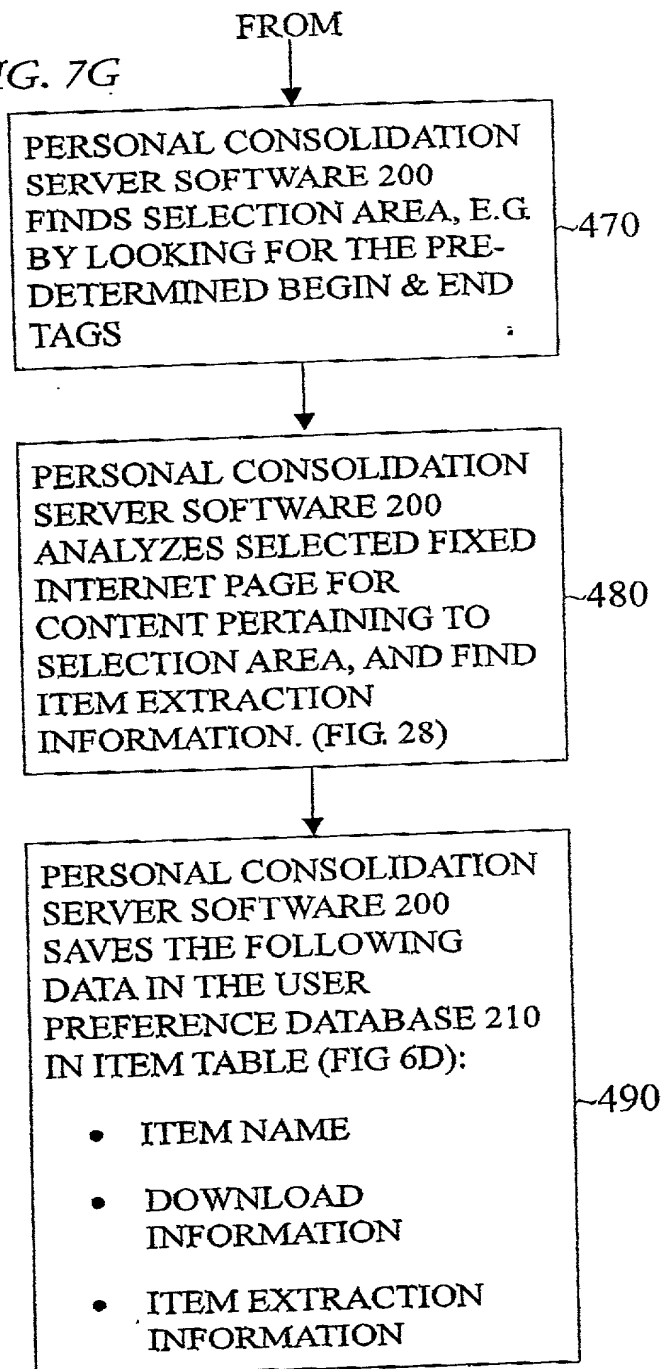 FROM
IG. 7G
PERSONAL CONSOLIDATION
SERVER SOFTWARE 200
FINDS SELECTION AREA, E.G.
BY LOOKING FOR THE PRE-
DETERMINED BEGIN & END
TAGS
~470
PERSONAL CONSOLIDATION
SERVER SOFTWARE 200
ANALYZES SELECTED FIXED
INTERNET PAGE FOR
CONTENT PERTAINING TO
SELECTION AREA, AND FIND
ITEM EXTRACTION
INFORMATION. (FIG. 28)
~480
PERSONAL CONSOLIDATION
SERVER SOFTWARE 200
SAVES THE FOLLOWING
DATA IN THE USER
PREFERENCE DATABASE 210
IN ITEM TABLE (FIG 6D):
• ITEM NAME
• DOWNLOAD
INFORMATION
• ITEM EXTRACTION
INFORMATION
~490